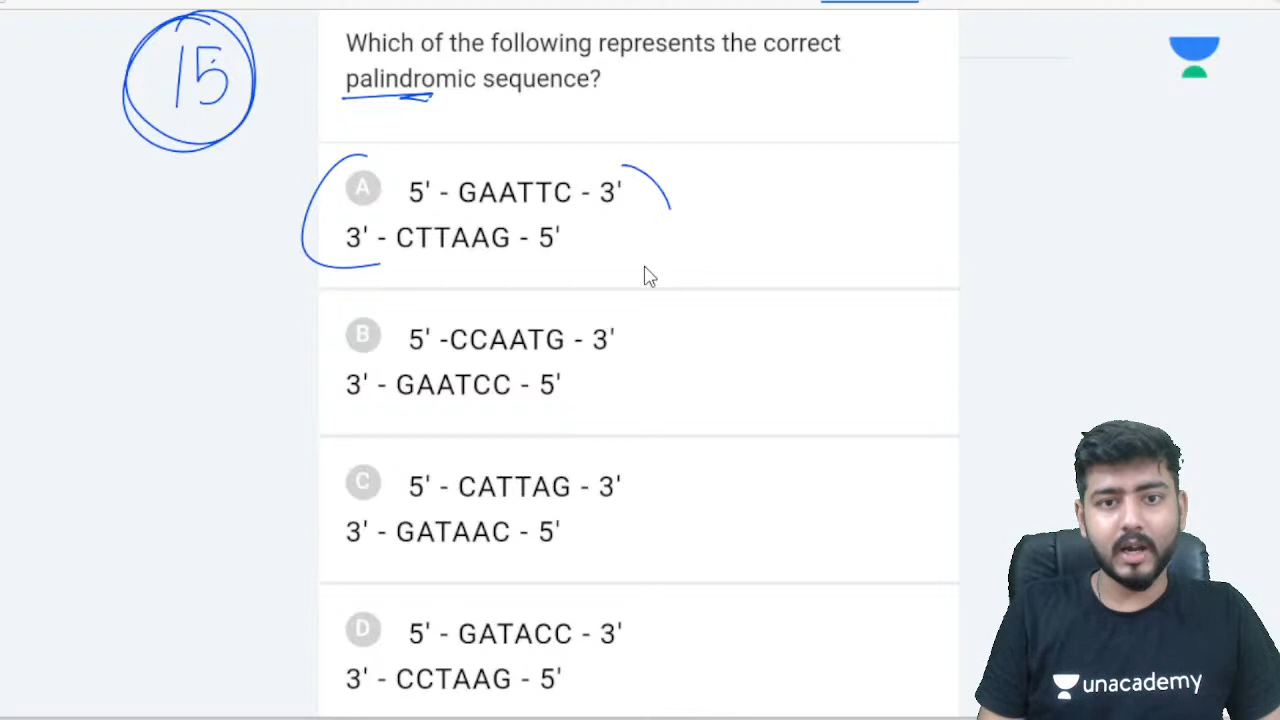 15
Which of the following represents the correct
palindromic sequence?
A 5' - GAATTC - 3'
3' - CTTAAG - 5'
B 5' -CCAATG - 3'
3' - GAATCC - 5'
C 5' - CATTAG - 3'
3' - GATAAC - 5'
D 5' - GATACC - 3'
3' - CCTAAG - 5'
unacademy